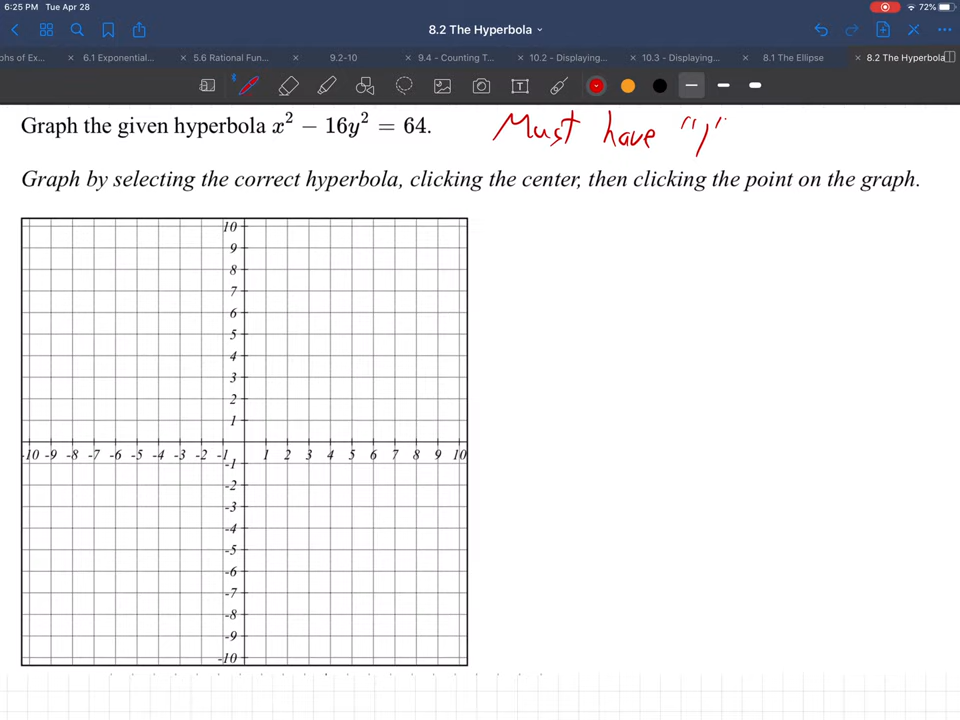 6:25 PM Tue Apr 28
72%
8.2 The Hyperbola
phs of Ex...
6.1 Exponential...
5.6 Rational Fun...
9.2-10
9.4 - Counting T...
10.2 - Displaying...
10.3 - Displaying...
8.1 The Ellipse
8.2 The Hyperbola
T
Graph the given hyperbola x² − 16y² = 64.
Must have "1"
Graph by selecting the correct hyperbola, clicking the center, then clicking the point on the graph.
10
9
8
7
6
5
4
3
2
1
-10 -9 -8 -7 -6 -5 -4 -3 -2 -1 1 2 3 4 5 6 7 8 9 10
-1
-2
-3
-4
-5
-6
-7
-8
-9
-10